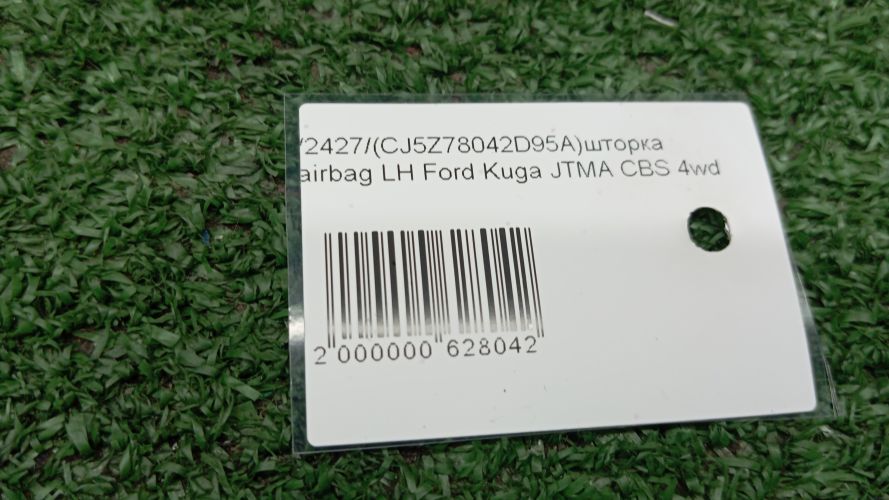 /2427/(CJ5Z78042D95A)шторка
airbag LH Ford Kuga JTMA CBS 4wd
2 000000 628042